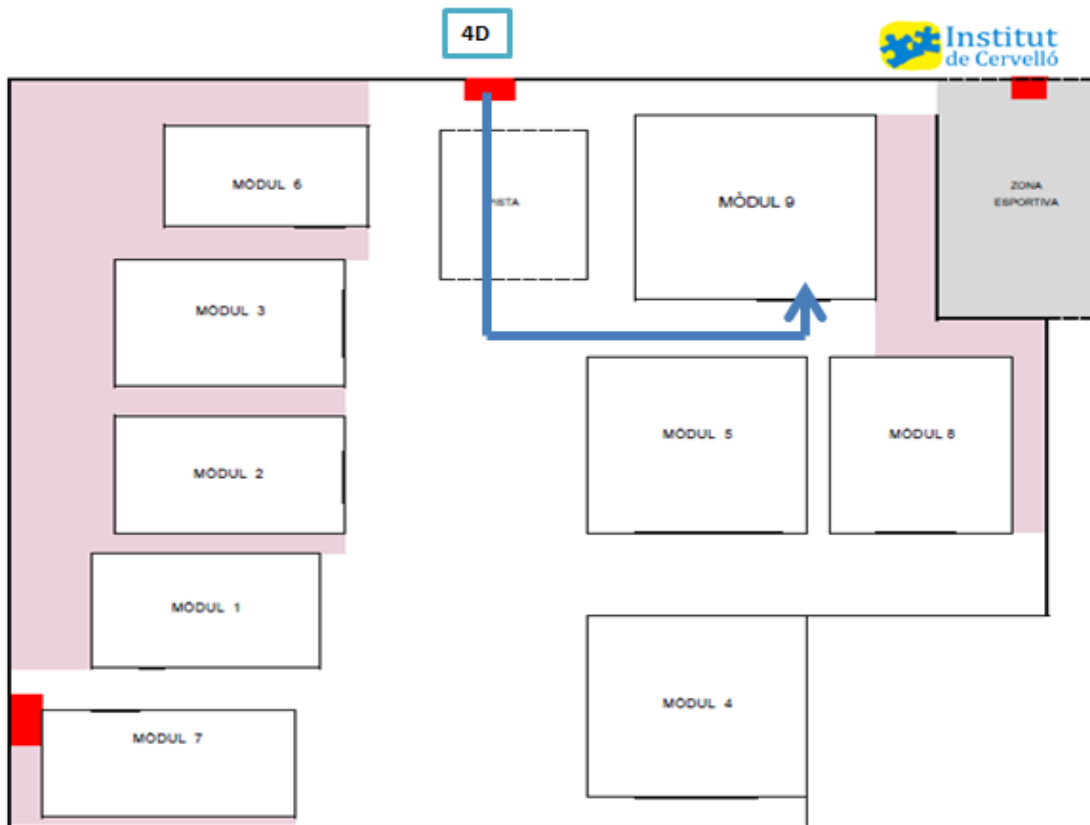 4D
Institut
de Cervelló
MÒDUL 6
PISTA
MÒDUL 9
ZONA
ESPORTIVA
MÒDUL 3
MÒDUL 5
MÒDUL 8
MÒDUL 2
MÒDUL 1
MÒDUL 4
MÒDUL 7